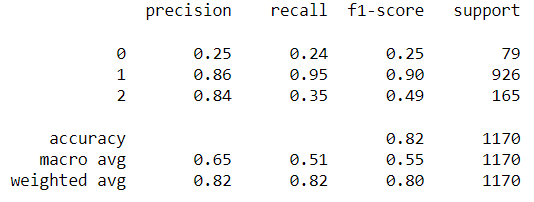 precision recall f1-score support
0 0.25 0.24 0.25 79
1 0.86 0.95 0.90 926
2 0.84 0.35 0.49 165
accuracy 0.82 1170
macro avg 0.65 0.51 0.55 1170
weighted avg 0.82 0.82 0.80 1170